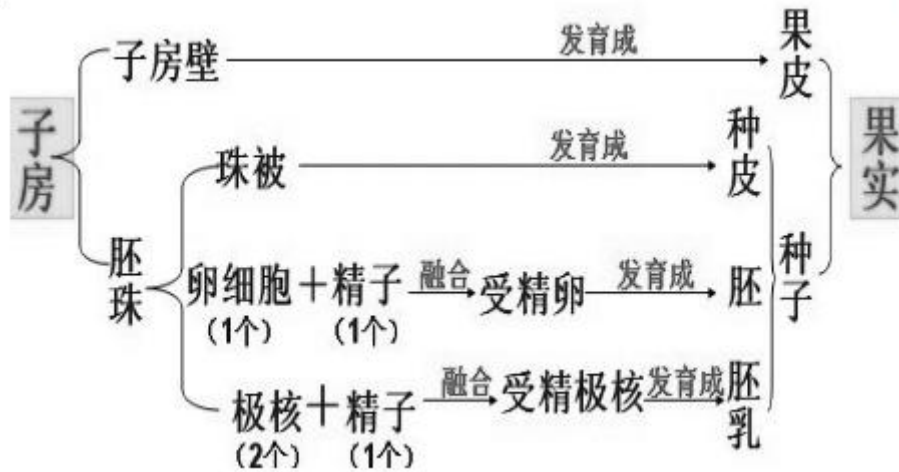 子房
子房壁
发育成
果皮
胚珠
珠被
发育成
种皮
卵细胞+精子
(1个)
(1个)
融合
受精卵
发育成
胚
极核+精子
(2个)
(1个)
融合
受精极核
发育成
胚乳
种子
果实